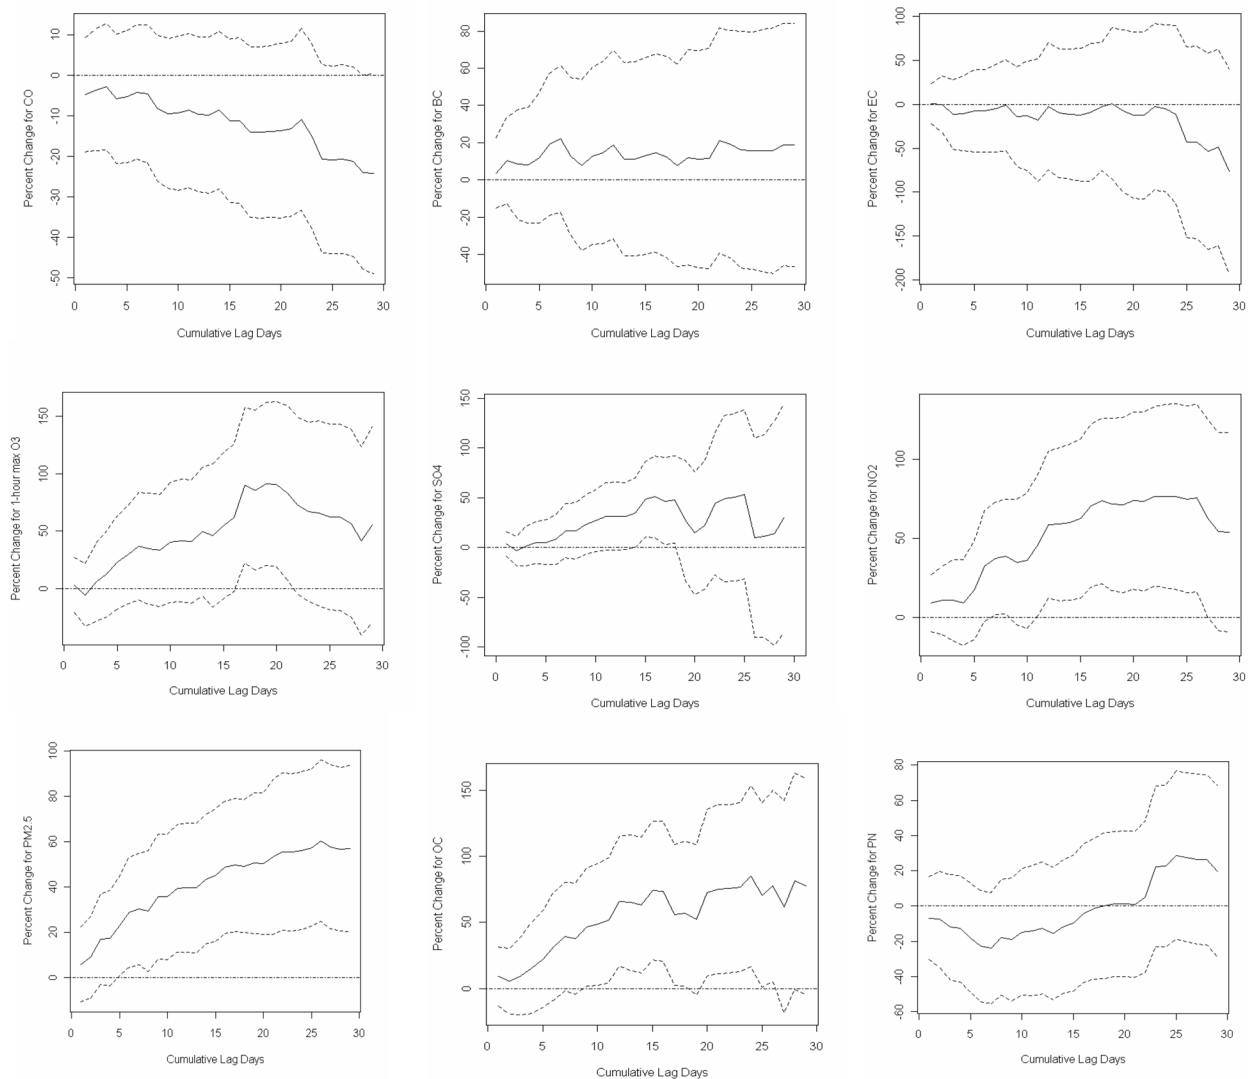 Percent Change for CO
10
0
-10
-20
-30
-40
-50
0 5 10 15 20 25 30
Cumulative Lag Days
Percent Change for BC
80
60
40
20
0
-20
-40
0 5 10 15 20 25 30
Cumulative Lag Days
Percent Change for EC
100
50
0
-50
-100
-150
-200
0 5 10 15 20 25 30
Cumulative Lag Days
Percent Change for 1-hour max O3
150
100
50
0
0 5 10 15 20 25 30
Cumulative Lag Days
Percent Change for SO4
150
100
50
0
-50
-100
0 5 10 15 20 25 30
Cumulative Lag Days
Percent Change for NO2
100
50
0
0 5 10 15 20 25 30
Cumulative Lag Days
Percent Change for PM2.5
100
80
60
40
20
0
0 5 10 15 20 25 30
Cumulative Lag Days
Percent Change for OC
150
100
50
0
0 5 10 15 20 25 30
Cumulative Lag Days
Percent Change for PN
80
60
40
20
0
-20
-40
-60
0 5 10 15 20 25 30
Cumulative Lag Days